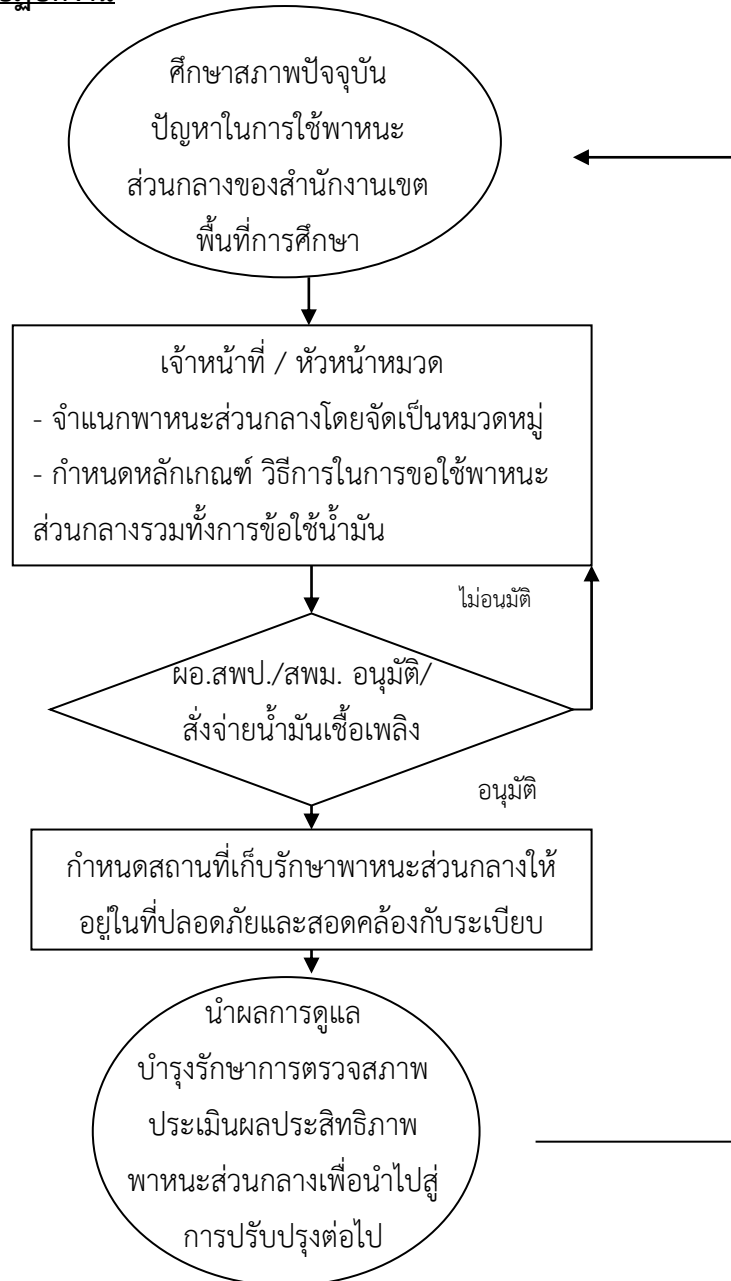 ศึกษาสภาพปัจจุบัน
ปัญหาในการใช้พาหนะ
ส่วนกลางของสำนักงานเขต
พื้นที่การศึกษา
เจ้าหน้าที่ / หัวหน้าหมวด
- จำแนกพาหนะส่วนกลางโดยจัดเป็นหมวดหมู่
- กำหนดหลักเกณฑ์ วิธีการในการขอใช้พาหนะ
ส่วนกลางรวมทั้งการข้อใช้น้ำมัน
ไม่อนุมัติ
ผอ.สพป./สพม. อนุมัติ/
สั่งจ่ายน้ำมันเชื้อเพลิง
อนุมัติ
กำหนดสถานที่เก็บรักษาพาหนะส่วนกลางให้
อยู่ในที่ปลอดภัยและสอดคล้องกับระเบียบ
นำผลการดูแล
บำรุงรักษาการตรวจสภาพ
ประเมินผลประสิทธิภาพ
พาหนะส่วนกลางเพื่อนำไปสู่
การปรับปรุงต่อไป